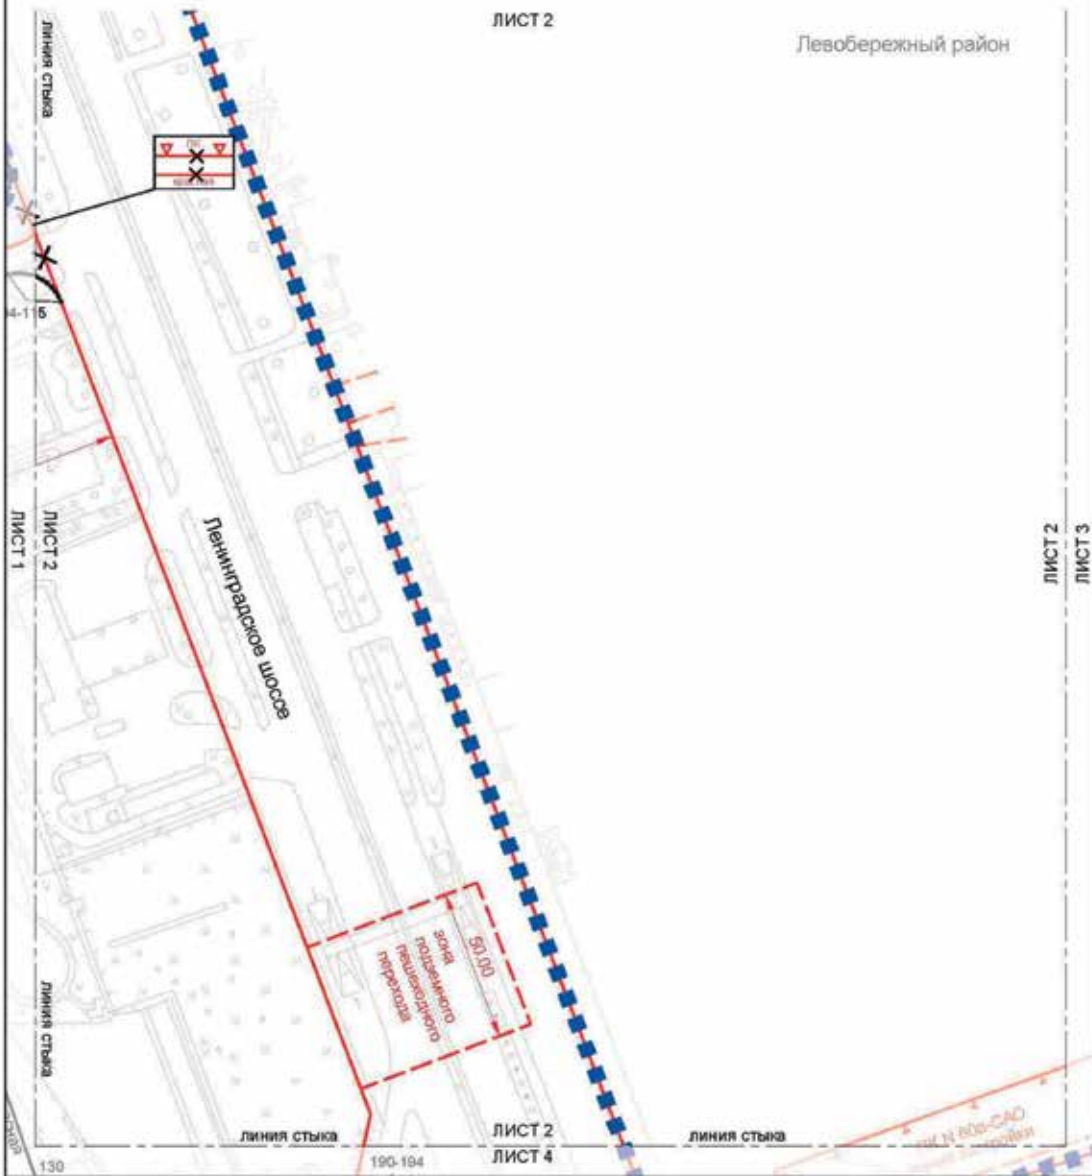 ЛИСТ 2
Левобережный район
линия стыка
ЛИСТ 1
ЛИСТ 2
Ленинградское шоссе
ЛИСТ 2
ЛИСТ 3
50.00
зона
подземного
пешеходного
перехода
линия стыка
линия стыка
ЛИСТ 2
линия стыка
130
190-194
ЛИСТ 4